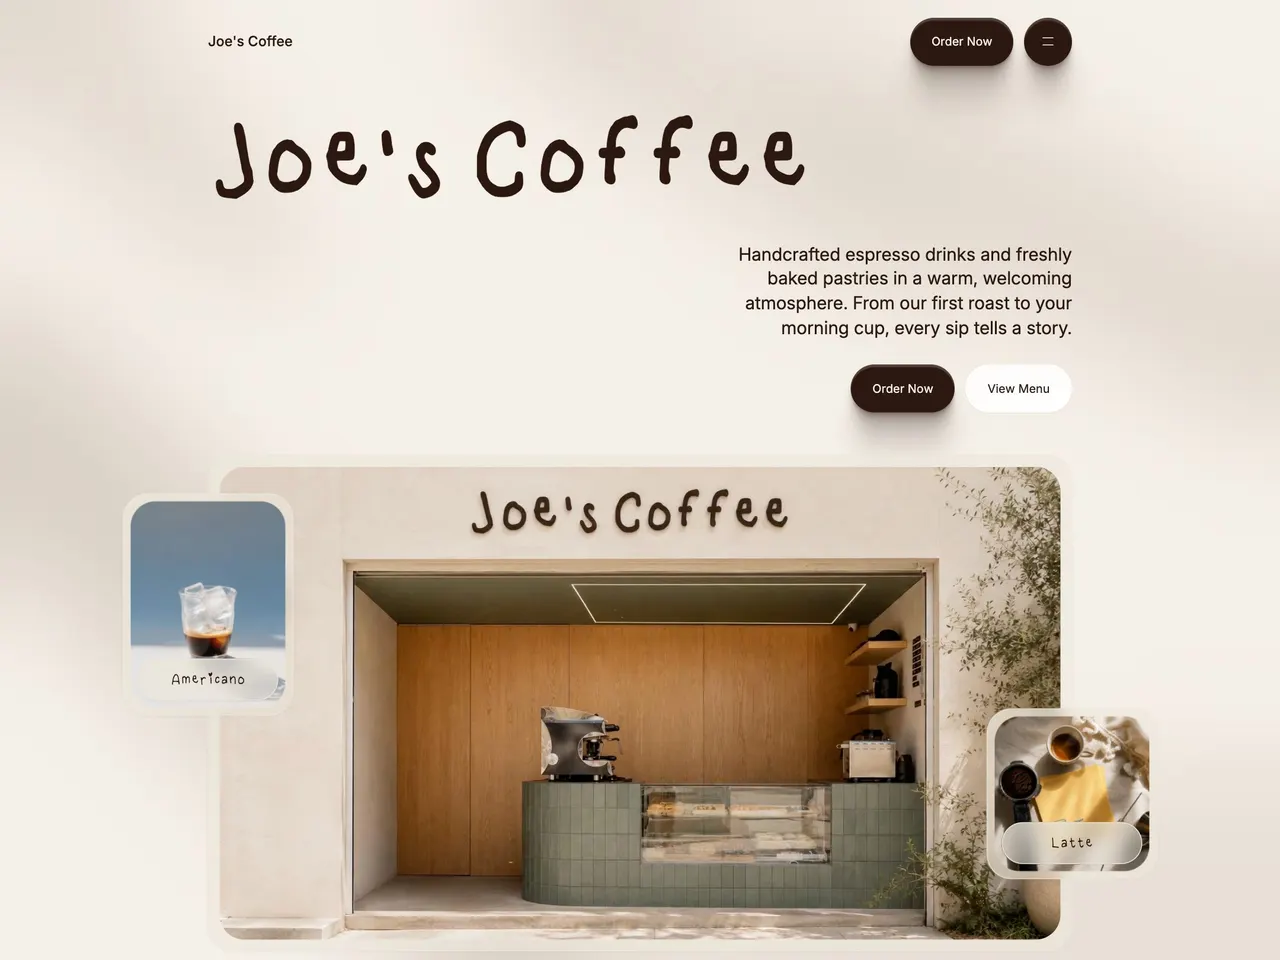 Joe's Coffee
Order Now
Joe's Coffee
Handcrafted espresso drinks and freshly
baked pastries in a warm, welcoming
atmosphere. From our first roast to your
morning cup, every sip tells a story.
Order Now
View Menu
Joe's Coffee
Americano
Latte